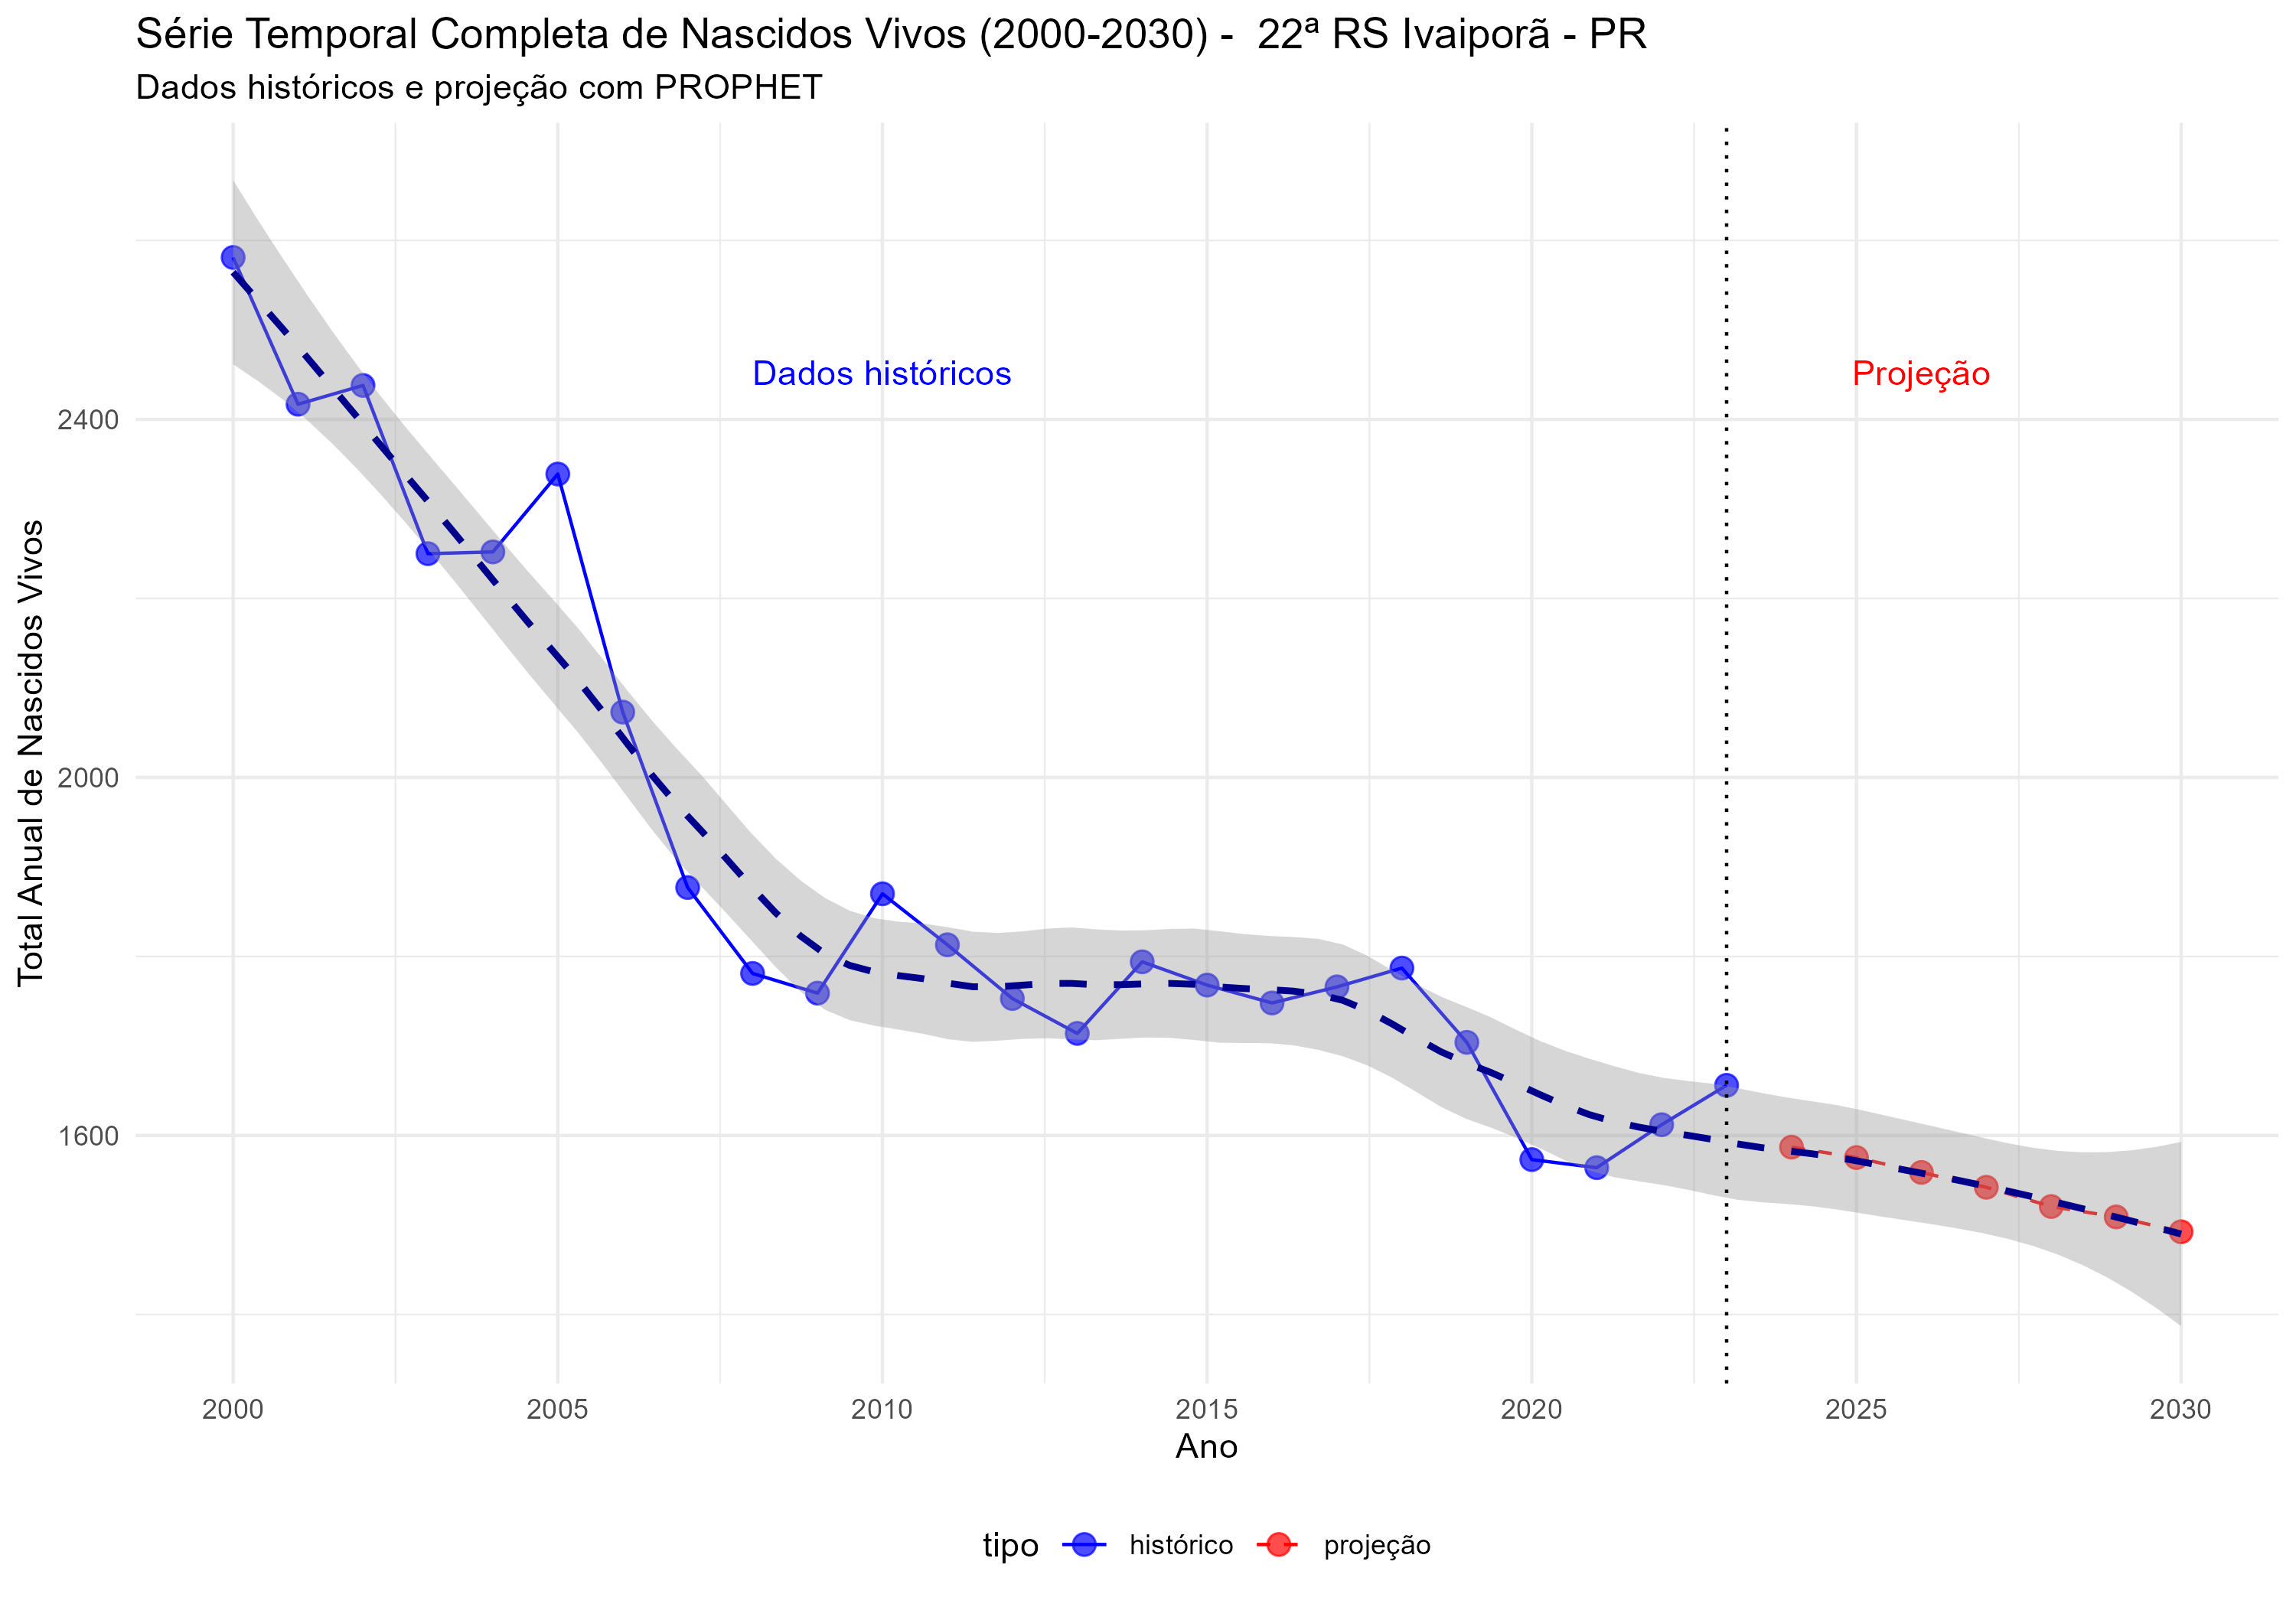 Série Temporal Completa de Nascidos Vivos (2000-2030) -  22ª RS Ivaiporã - PR
Dados históricos e projeção com PROPHET
Dados históricos
Projeção
Total Anual de Nascidos Vivos
2400
2000
1600
2000
2005
2010
2015
2020
2025
2030
Ano
tipo
histórico
projeção